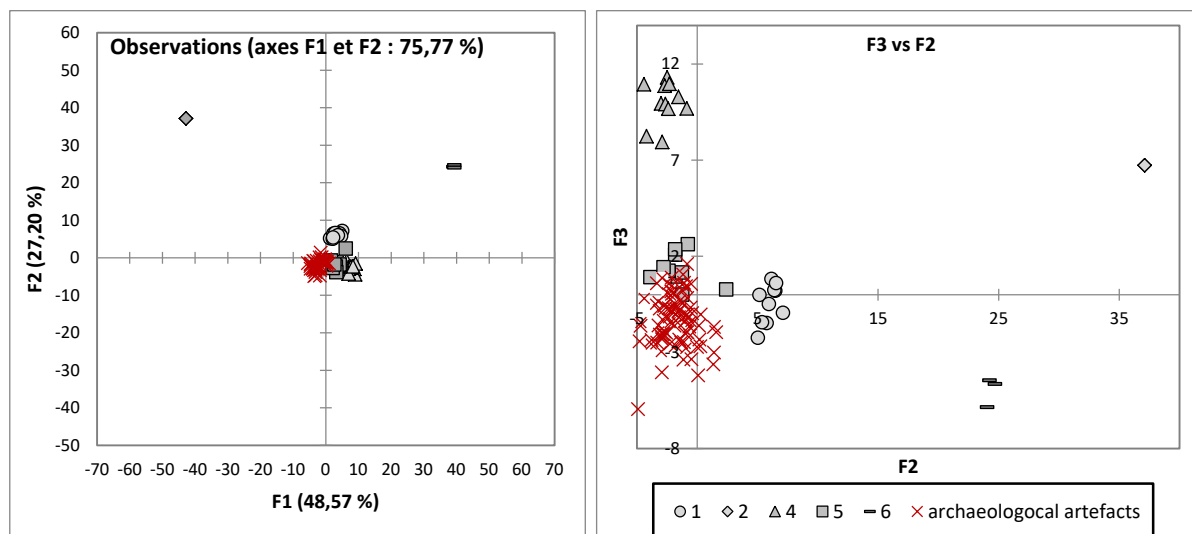 Observations (axes F1 et F2 : 75,77 %)
60
50
40
30
20
10
0
-10
-20
-30
-40
-50
F2 (27,20 %)
-70 -60 -50 -40 -30 -20 -10 0 10 20 30 40 50 60 70
F1 (48,57 %)
F3 vs F2
12
7
2
-3
-8
F3
-5 5 15 25 35
F2
1 2 4 5 6 archaeologocal artefacts